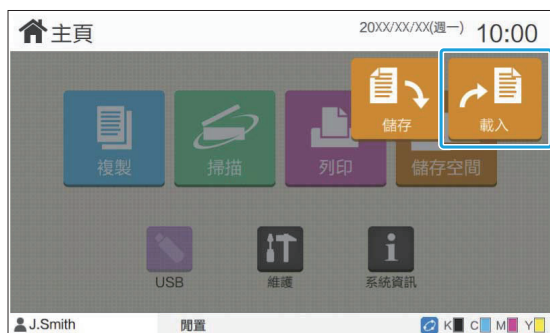 主頁
20XX/XX/XX(週一) 10:00
儲存
載入
複製
掃描
列印
儲存空間
USB
維護
系統資訊
J.Smith
閒置
K C M Y